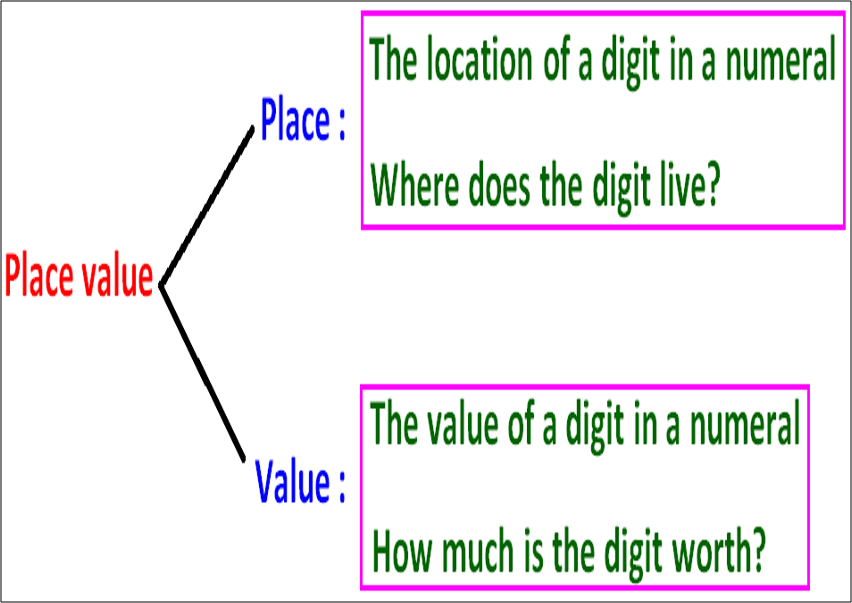 The location of a digit in a numeral
Place :
Where does the digit live?
Place value
The value of a digit in a numeral
Value :
How much is the digit worth?